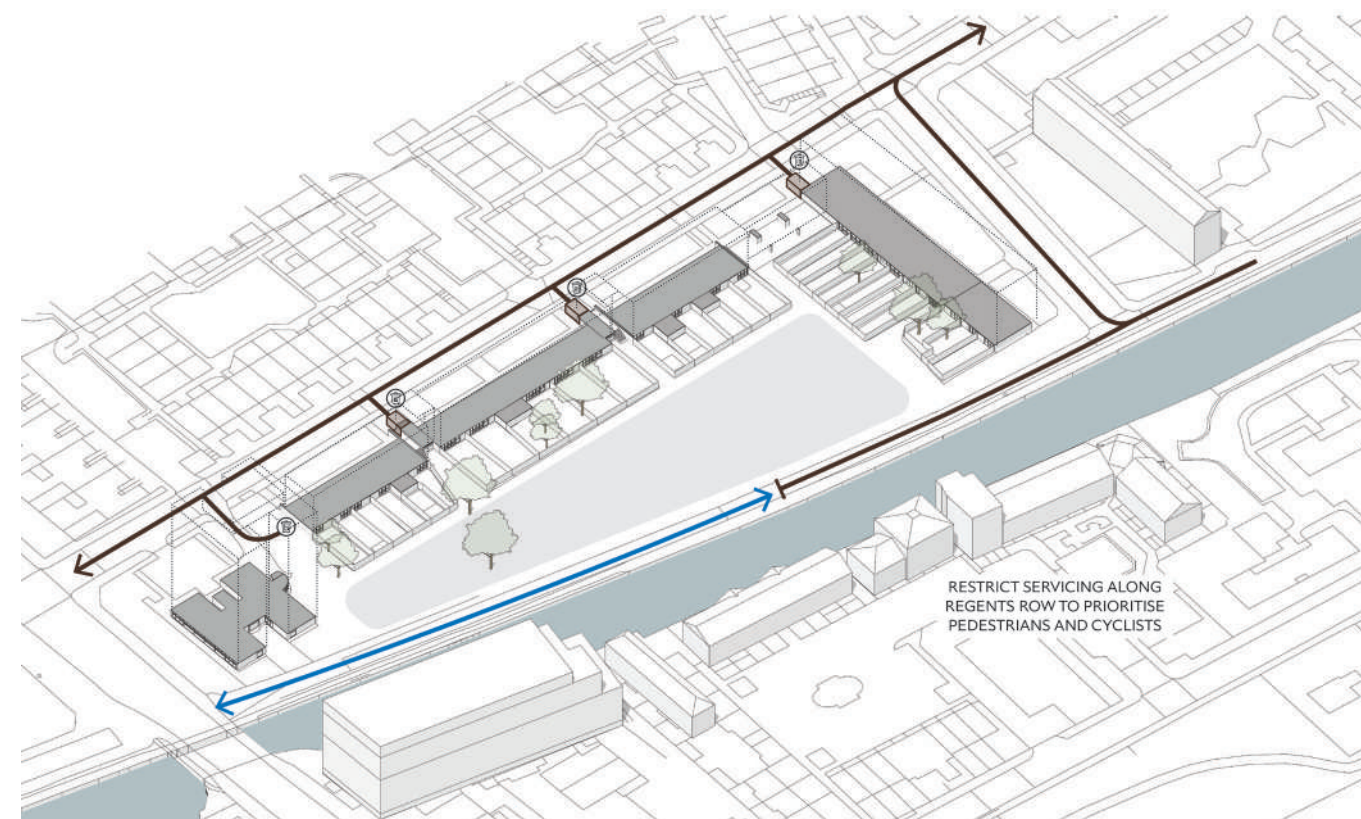 RESTRICT SERVICING ALONG
REGENTS ROW TO PRIORITISE
PEDESTRIANS AND CYCLISTS